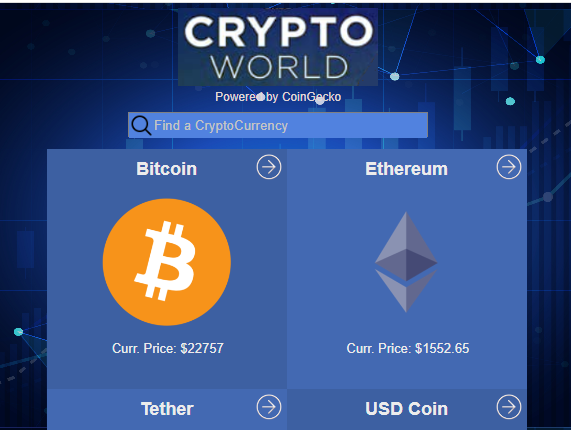 CRYPTO
WORLD
Powered by CoinGecko
Find a CryptoCurrency
Bitcoin
Ethereum
Curr. Price: $22757
Curr. Price: $1552.65
Tether
USD Coin